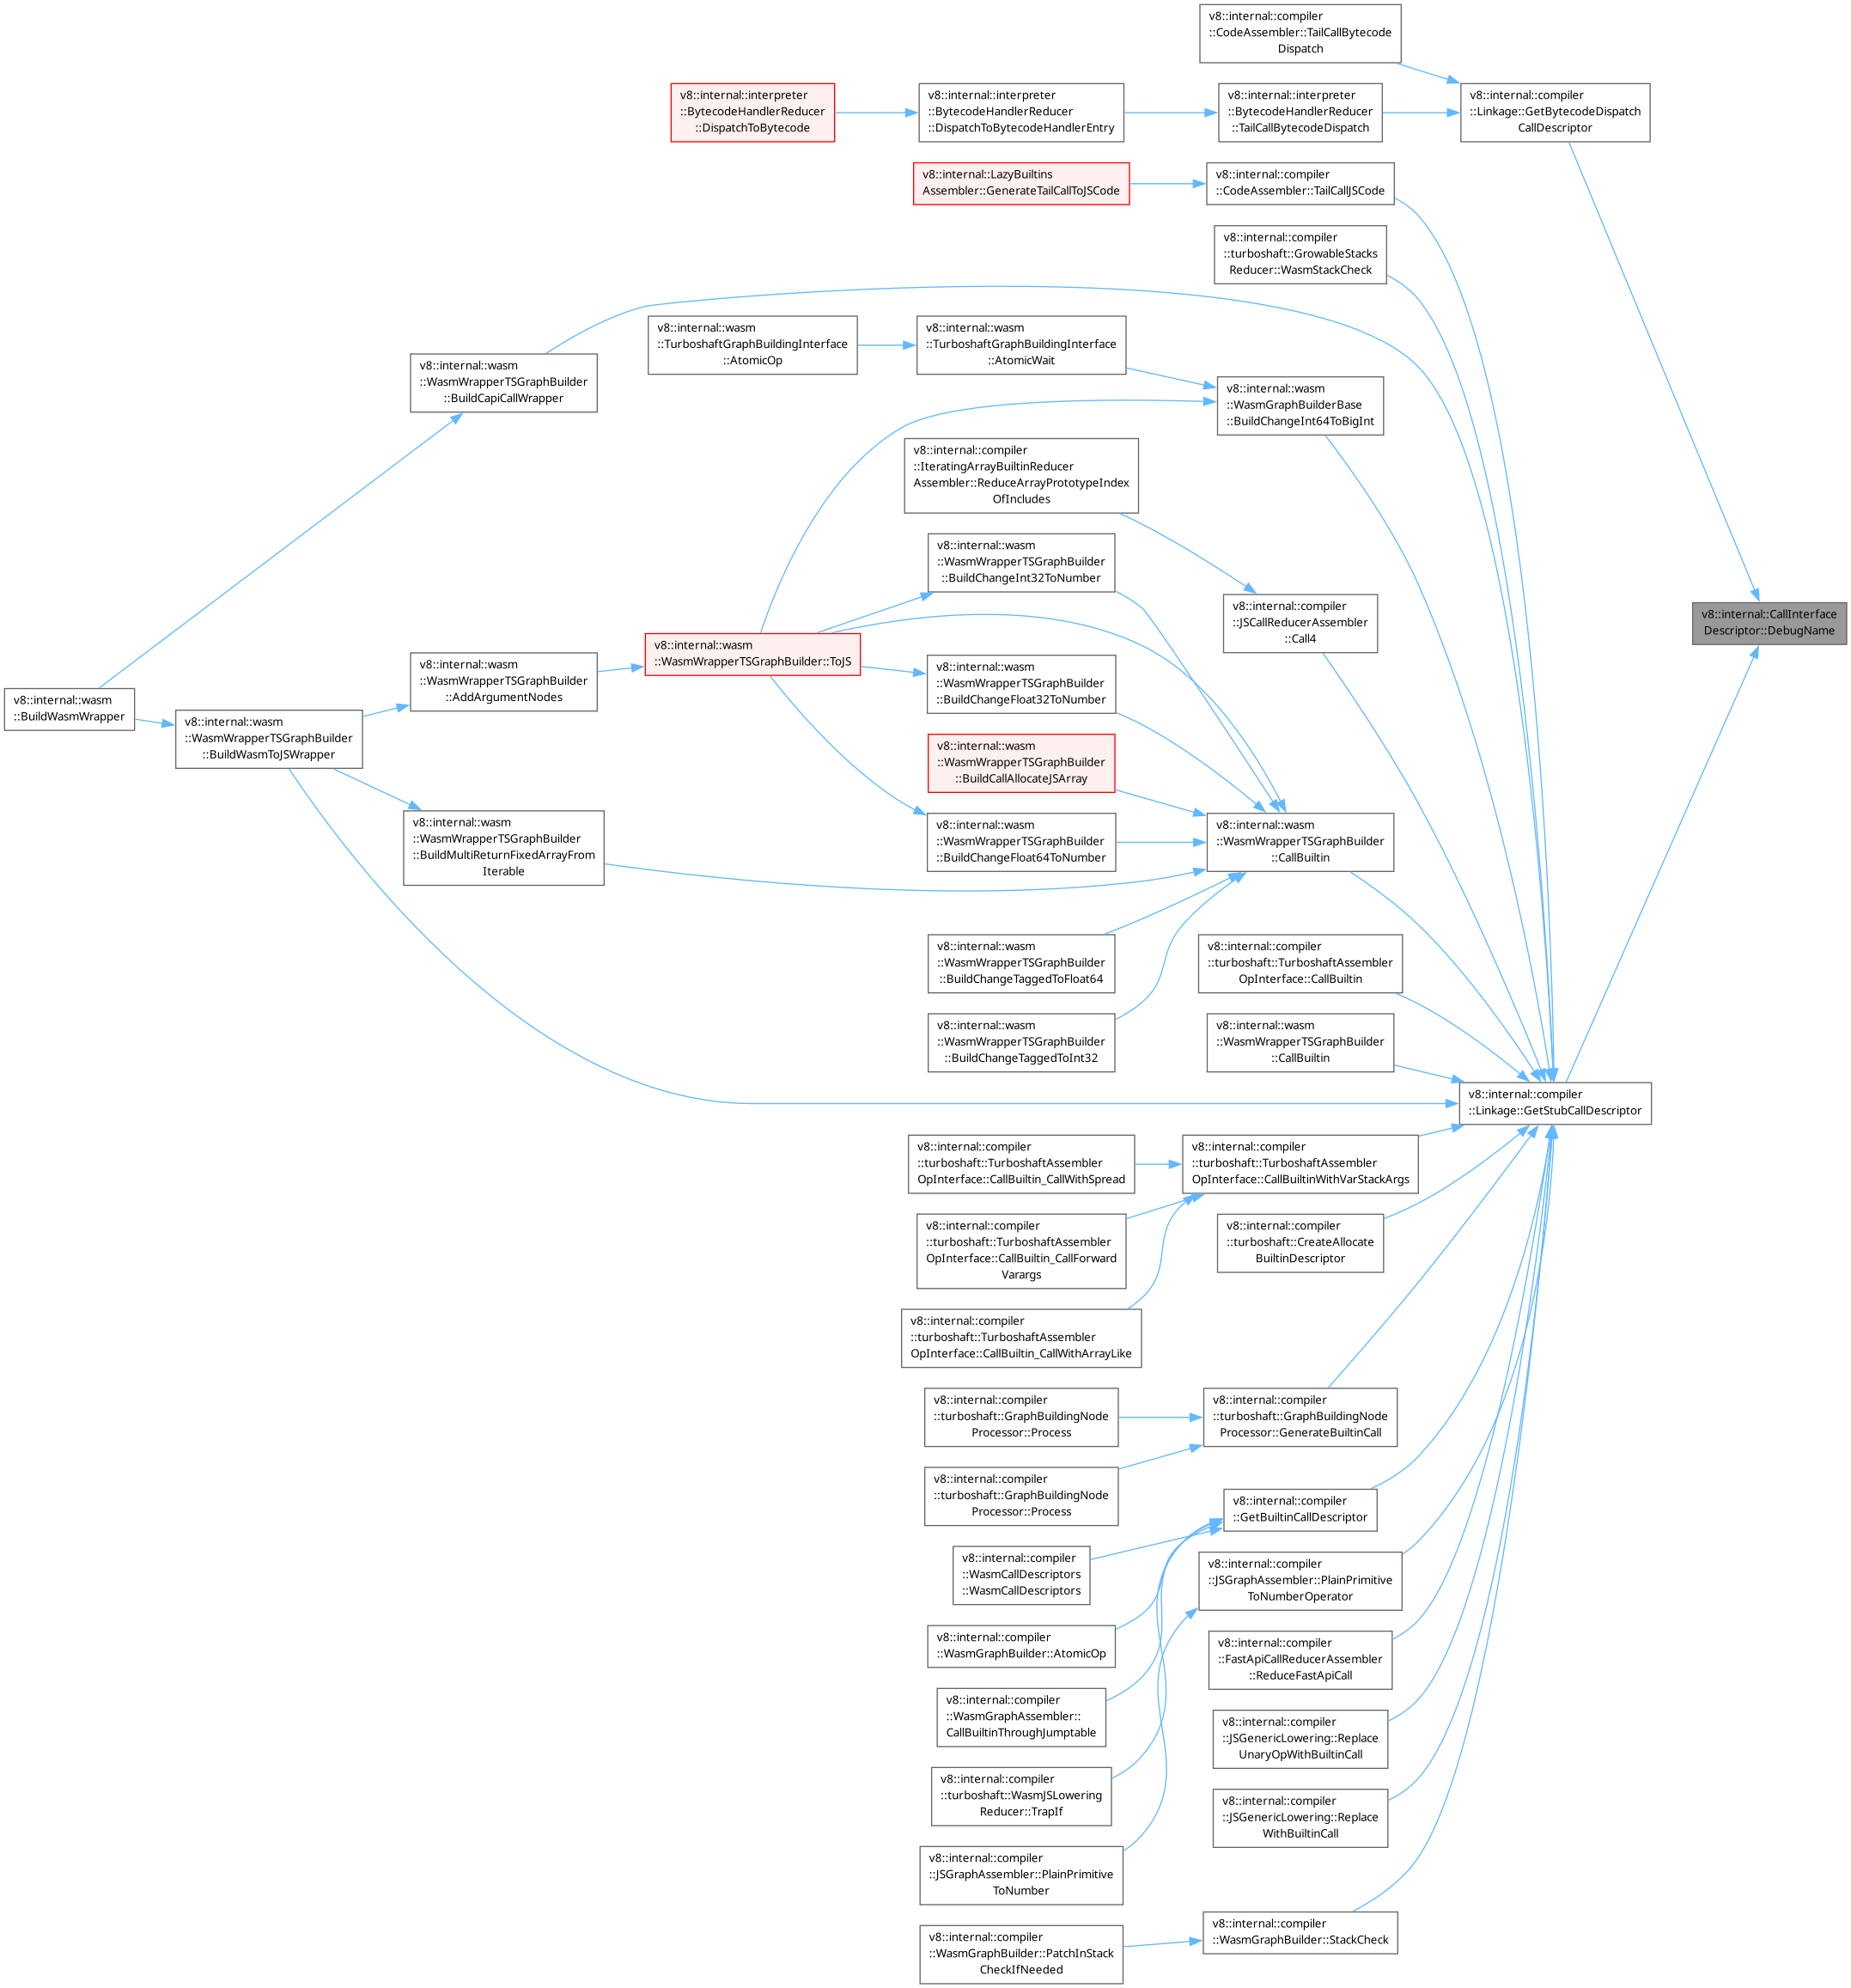 v8::internal::compiler
::CodeAssembler::TailCallBytecode
Dispatch
v8::internal::interpreter
::BytecodeHandlerReducer
::DispatchToBytecode
v8::internal::interpreter
::BytecodeHandlerReducer
::DispatchToBytecodeHandlerEntry
v8::internal::interpreter
::BytecodeHandlerReducer
::TailCallBytecodeDispatch
v8::internal::compiler
::Linkage::GetBytecodeDispatch
CallDescriptor
v8::internal::LazyBuiltins
Assembler::GenerateTailCallToJSCode
v8::internal::compiler
::CodeAssembler::TailCallJSCode
v8::internal::compiler
::turboshaft::GrowableStacks
Reducer::WasmStackCheck
v8::internal::wasm
::TurboshaftGraphBuildingInterface
::AtomicOp
v8::internal::wasm
::TurboshaftGraphBuildingInterface
::AtomicWait
v8::internal::wasm
::WasmWrapperTSGraphBuilder
::BuildCapiCallWrapper
v8::internal::wasm
::WasmGraphBuilderBase
::BuildChangeInt64ToBigInt
v8::internal::compiler
::IteratingArrayBuiltinReducer
Assembler::ReduceArrayPrototypeIndex
OfIncludes
v8::internal::wasm
::WasmWrapperTSGraphBuilder
::BuildChangeInt32ToNumber
v8::internal::compiler
::JSCallReducerAssembler
::Call4
v8::internal::CallInterface
Descriptor::DebugName
v8::internal::wasm
::WasmWrapperTSGraphBuilder::ToJS
v8::internal::wasm
::WasmWrapperTSGraphBuilder
::AddArgumentNodes
v8::internal::wasm
::WasmWrapperTSGraphBuilder
::BuildChangeFloat32ToNumber
v8::internal::wasm
::BuildWasmWrapper
v8::internal::wasm
::WasmWrapperTSGraphBuilder
::BuildWasmToJSWrapper
v8::internal::wasm
::WasmWrapperTSGraphBuilder
::BuildCallAllocateJSArray
v8::internal::wasm
::WasmWrapperTSGraphBuilder
::BuildMultiReturnFixedArrayFrom
Iterable
v8::internal::wasm
::WasmWrapperTSGraphBuilder
::BuildChangeFloat64ToNumber
v8::internal::wasm
::WasmWrapperTSGraphBuilder
::CallBuiltin
v8::internal::wasm
::WasmWrapperTSGraphBuilder
::BuildChangeTaggedToFloat64
v8::internal::compiler
::turboshaft::TurboshaftAssembler
OpInterface::CallBuiltin
v8::internal::wasm
::WasmWrapperTSGraphBuilder
::BuildChangeTaggedToInt32
v8::internal::wasm
::WasmWrapperTSGraphBuilder
::CallBuiltin
v8::internal::compiler
::Linkage::GetStubCallDescriptor
v8::internal::compiler
::turboshaft::TurboshaftAssembler
OpInterface::CallBuiltin_CallWithSpread
v8::internal::compiler
::turboshaft::TurboshaftAssembler
OpInterface::CallBuiltinWithVarStackArgs
v8::internal::compiler
::turboshaft::TurboshaftAssembler
OpInterface::CallBuiltin_CallForward
Varargs
v8::internal::compiler
::turboshaft::CreateAllocate
BuiltinDescriptor
v8::internal::compiler
::turboshaft::TurboshaftAssembler
OpInterface::CallBuiltin_CallWithArrayLike
v8::internal::compiler
::turboshaft::GraphBuildingNode
Processor::Process
v8::internal::compiler
::turboshaft::GraphBuildingNode
Processor::GenerateBuiltinCall
v8::internal::compiler
::turboshaft::GraphBuildingNode
Processor::Process
v8::internal::compiler
::GetBuiltinCallDescriptor
v8::internal::compiler
::WasmCallDescriptors
::WasmCallDescriptors
v8::internal::compiler
::JSGraphAssembler::PlainPrimitive
ToNumberOperator
v8::internal::compiler
::WasmGraphBuilder::AtomicOp
v8::internal::compiler
::FastApiCallReducerAssembler
::ReduceFastApiCall
v8::internal::compiler
::WasmGraphAssembler::
CallBuiltinThroughJumptable
v8::internal::compiler
::JSGenericLowering::Replace
UnaryOpWithBuiltinCall
v8::internal::compiler
::turboshaft::WasmJSLowering
Reducer::TrapIf
v8::internal::compiler
::JSGenericLowering::Replace
WithBuiltinCall
v8::internal::compiler
::JSGraphAssembler::PlainPrimitive
ToNumber
v8::internal::compiler
::WasmGraphBuilder::StackCheck
v8::internal::compiler
::WasmGraphBuilder::PatchInStack
CheckIfNeeded